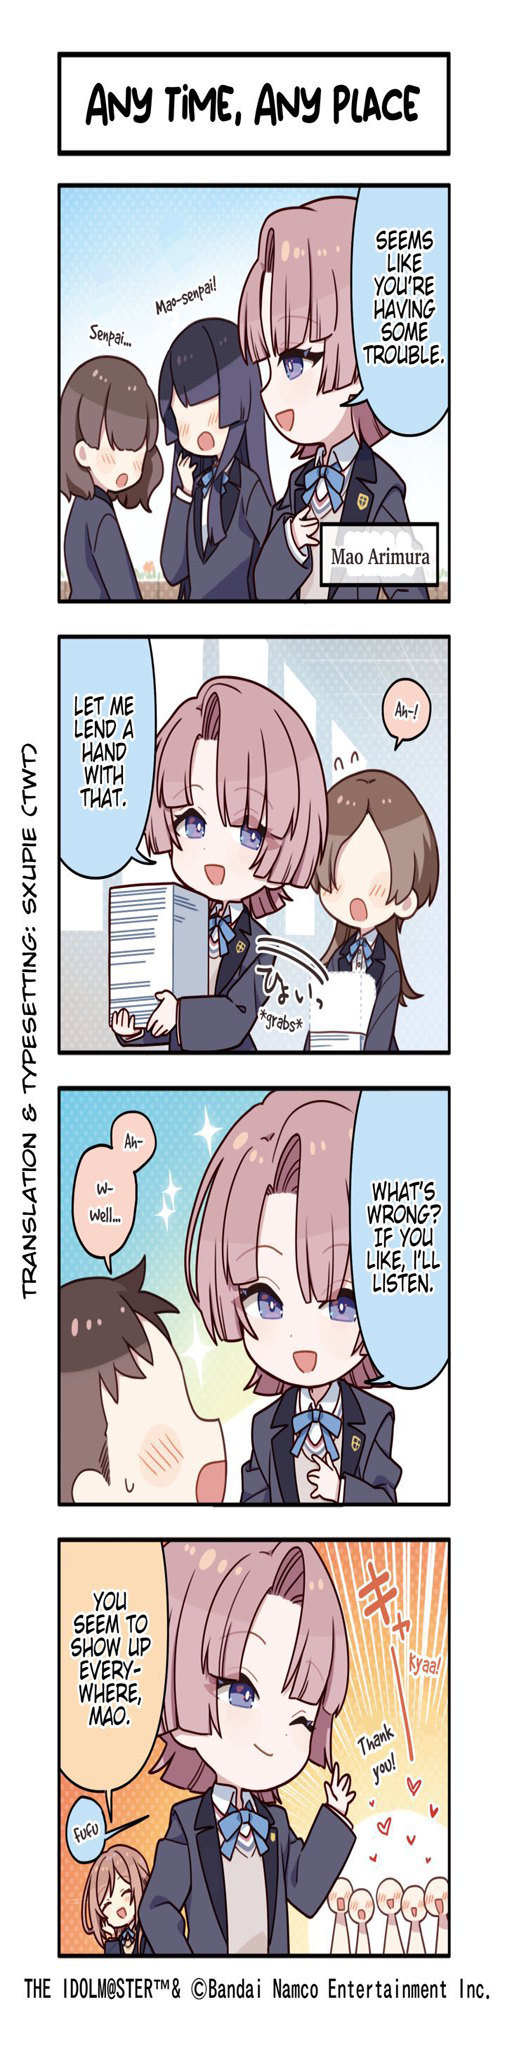 ANY TIME, ANY PLACE
SEEMS
LIKE
YOU'RE
HAVING
SOME
TROUBLE.
Mao-senpai!
Senpai...
Mao Arimura
LET ME
LEND A
HAND
WITH
THAT.
Ah-!
ひょいっ
*grabs*
TRANSLATION & TYPESETTING: SXUPIE (TWT)
WHAT'S
WRONG?
IF YOU
LIKE, I'LL
LISTEN.
Ah-
W-
Well...
YOU
SEEM TO
SHOW UP
EVERY-
WHERE,
MAO.
キャー
Kyaa!
Thank
you!
FUFU
THE IDOLM@STER™& ©Bandai Namco Entertainment Inc.